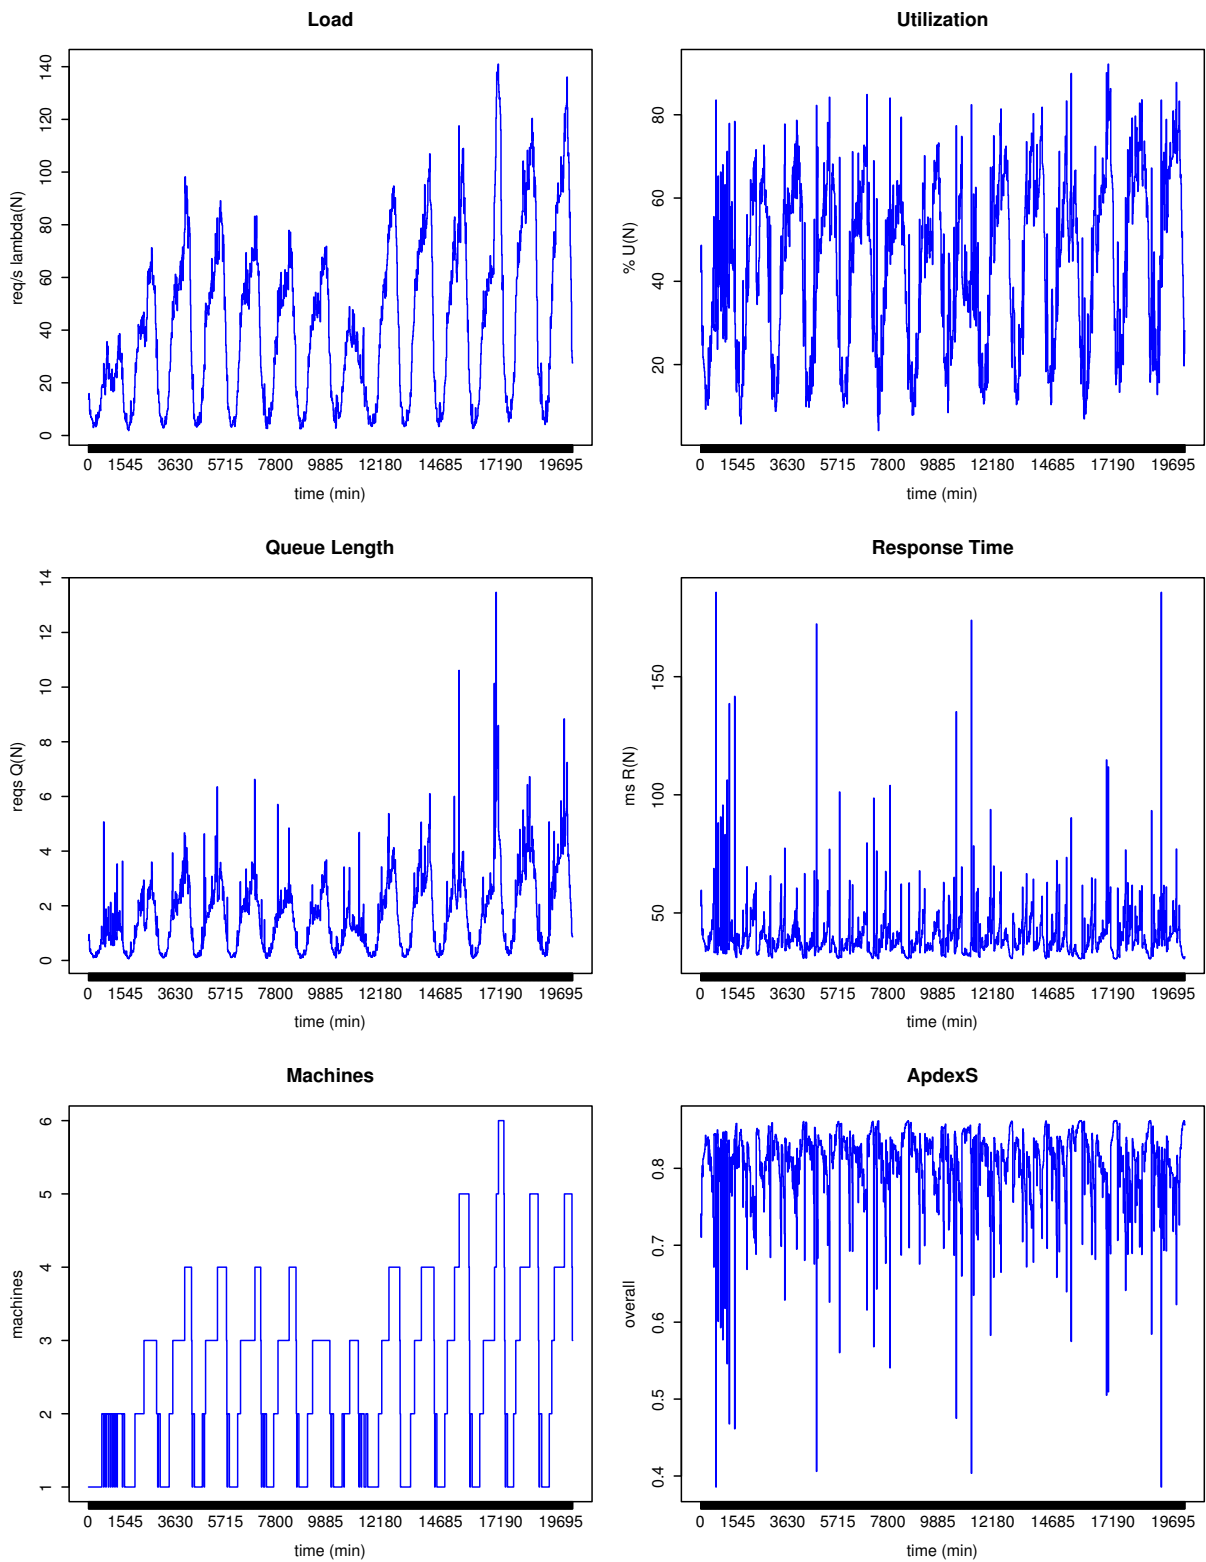 Load
req/s lambda(N)
0 20 40 60 80 100 120 140
0 1545 3630 5715 7800 9885 12180 14685 17190 19695
time (min)
Utilization
% U(N)
20 40 60 80
0 1545 3630 5715 7800 9885 12180 14685 17190 19695
time (min)
Queue Length
reqs Q(N)
0 2 4 6 8 10 12 14
0 1545 3630 5715 7800 9885 12180 14685 17190 19695
time (min)
Response Time
ms R(N)
50 100 150
0 1545 3630 5715 7800 9885 12180 14685 17190 19695
time (min)
Machines
machines
1 2 3 4 5 6
0 1545 3630 5715 7800 9885 12180 14685 17190 19695
time (min)
ApdexS
overall
0.4 0.5 0.6 0.7 0.8
0 1545 3630 5715 7800 9885 12180 14685 17190 19695
time (min)